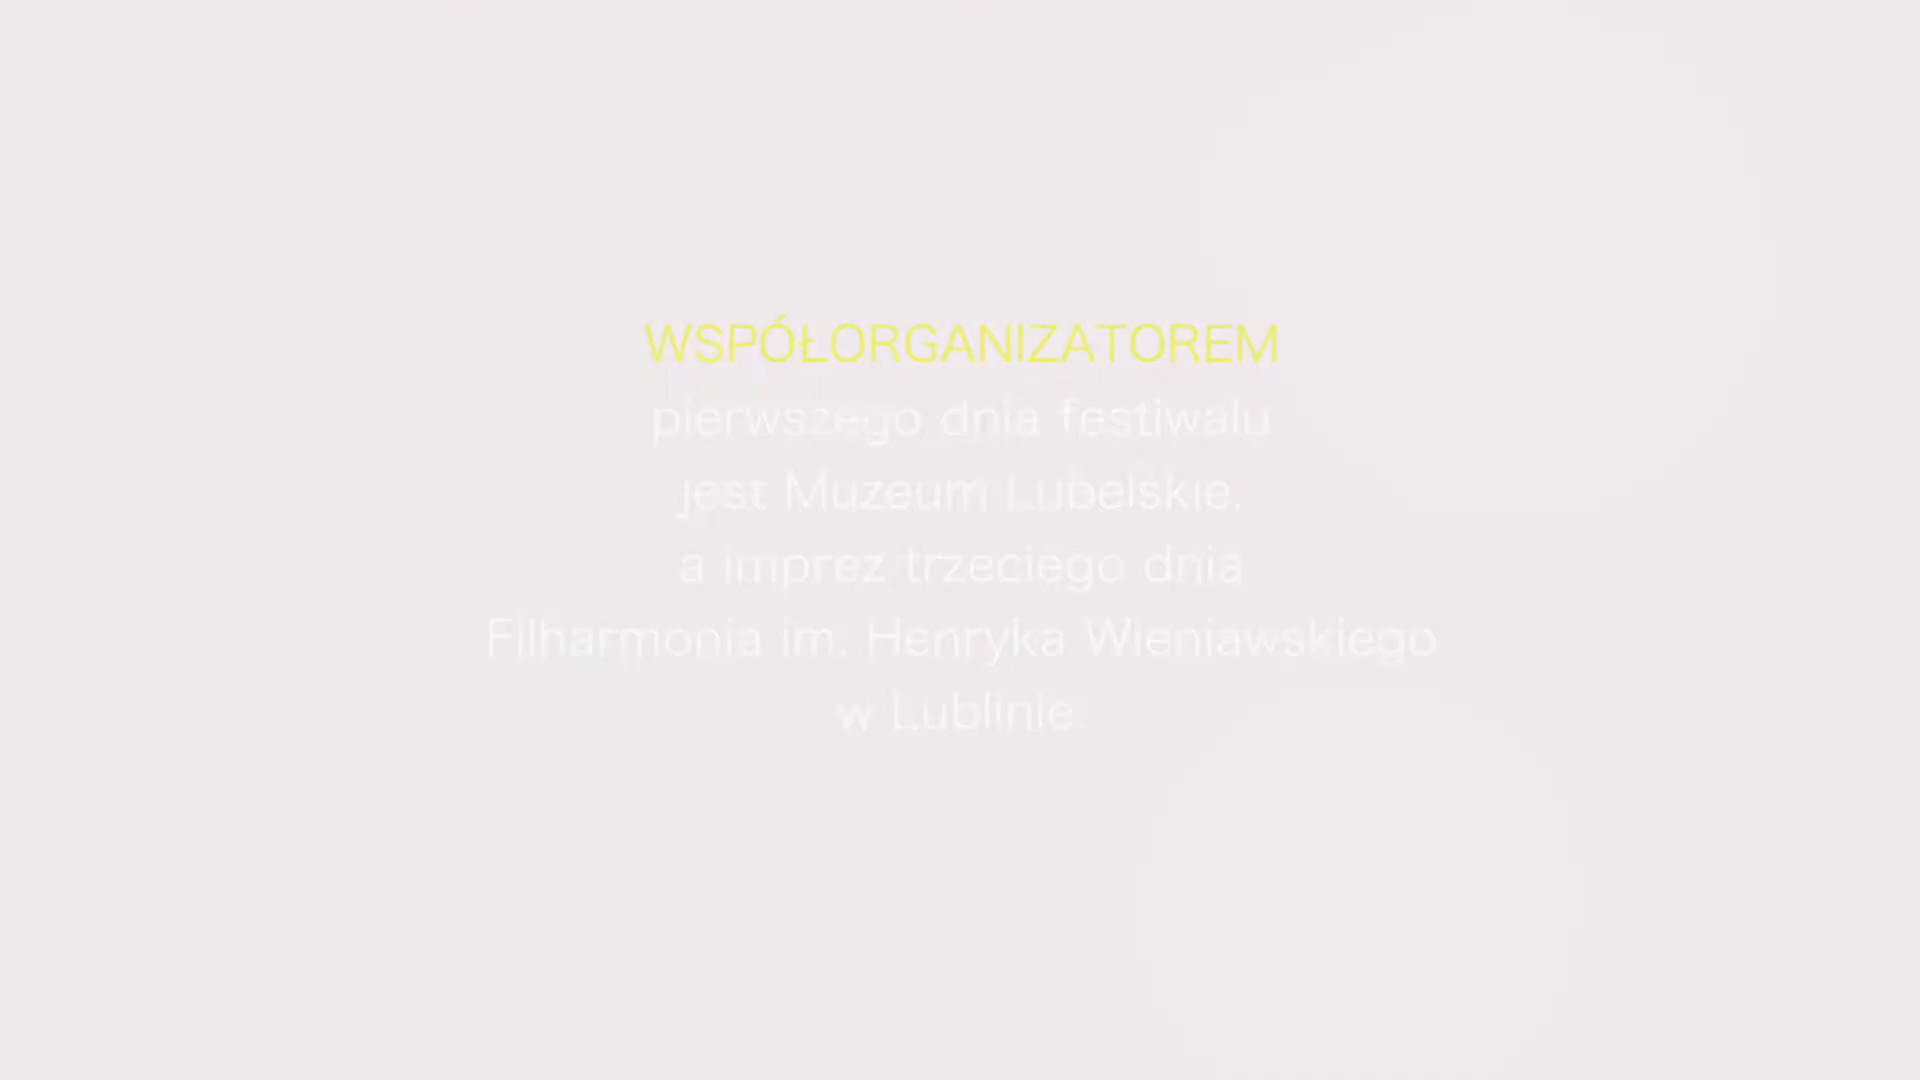 WSPÓŁORGANIZATOREM
pierwszego dnia festiwalu
jest Muzeum Lubelskie,
a imprez trzeciego dnia
Filharmonia im. Henryka Wieniawskiego
w Lublinie.